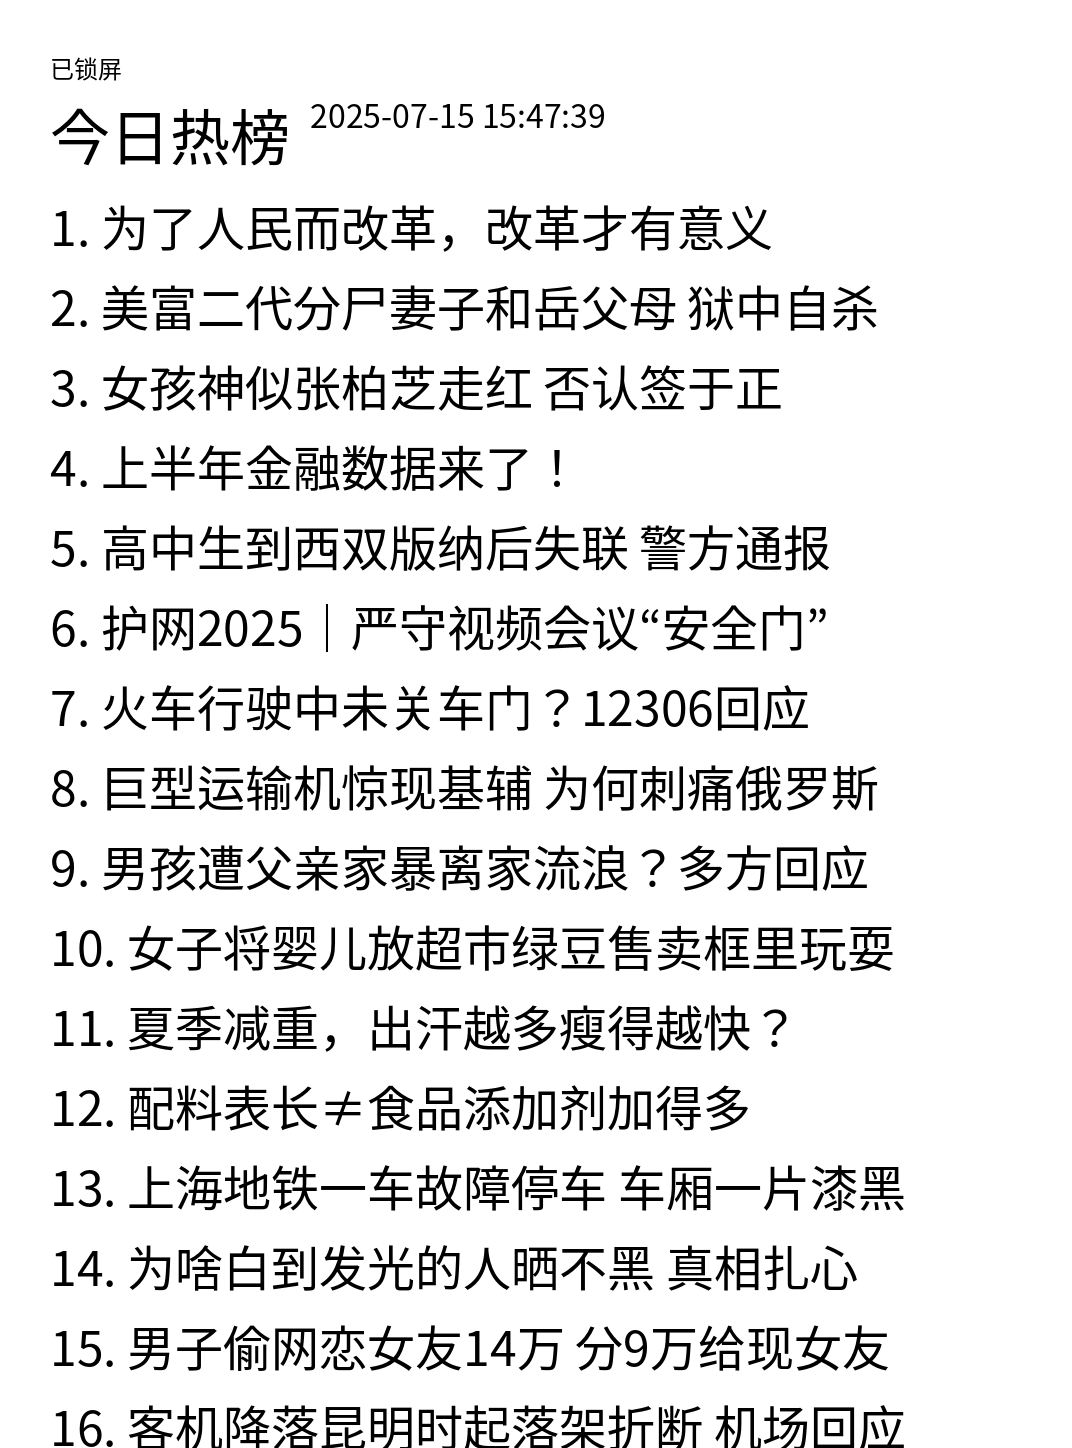 已锁屏
今日热榜 2025-07-15 15:47:39
1. 为了人民而改革，改革才有意义
2. 美富二代分尸妻子和岳父母 狱中自杀
3. 女孩神似张柏芝走红 否认签于正
4. 上半年金融数据来了！
5. 高中生到西双版纳后失联 警方通报
6. 护网2025｜严守视频会议“安全门”
7. 火车行驶中未关车门？12306回应
8. 巨型运输机惊现基辅 为何刺痛俄罗斯
9. 男孩遭父亲家暴离家流浪？多方回应
10. 女子将婴儿放超市绿豆售卖框里玩耍
11. 夏季减重，出汗越多瘦得越快？
12. 配料表长≠食品添加剂加得多
13. 上海地铁一车故障停车 车厢一片漆黑
14. 为啥白到发光的人晒不黑 真相扎心
15. 男子偷网恋女友14万 分9万给现女友
16. 客机降落昆明时起落架折断 机场回应